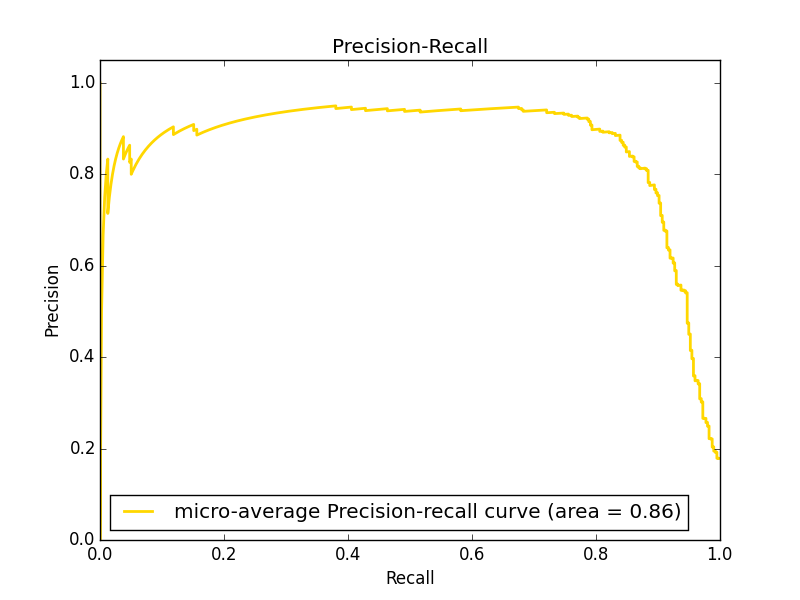 Precision-Recall
1.0
0.8
0.6
0.4
0.2
0.0
Precision
micro-average Precision-recall curve (area = 0.86)
0.0 0.2 0.4 0.6 0.8 1.0
Recall